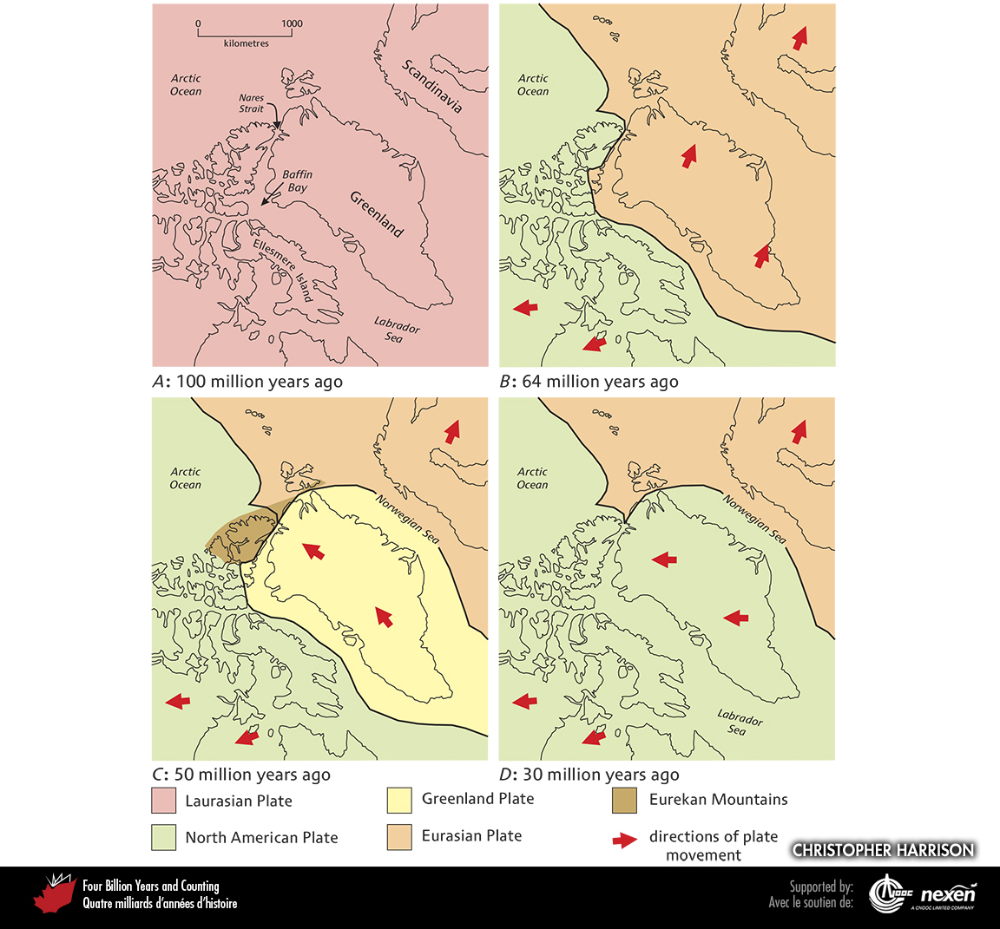 0 1000
kilometres
Arctic
Ocean
Nares
Strait
Scandinavia
Baffin
Bay
Greenland
Ellesmere Island
Labrador
Sea
A: 100 million years ago
Arctic
Ocean
B: 64 million years ago
Arctic
Ocean
Norwegian Sea
C: 50 million years ago
Arctic
Ocean
Norwegian Sea
Labrador
Sea
D: 30 million years ago
Laurasian Plate
Greenland Plate
Eurekan Mountains
North American Plate
Eurasian Plate
directions of plate
movement
CHRISTOPHER HARRISON
Four Billion Years and Counting
Quatre milliards d'années d'histoire
Supported by:
Avec le soutien de:
CNOOC
nexen
A CNOOC LIMITED COMPANY